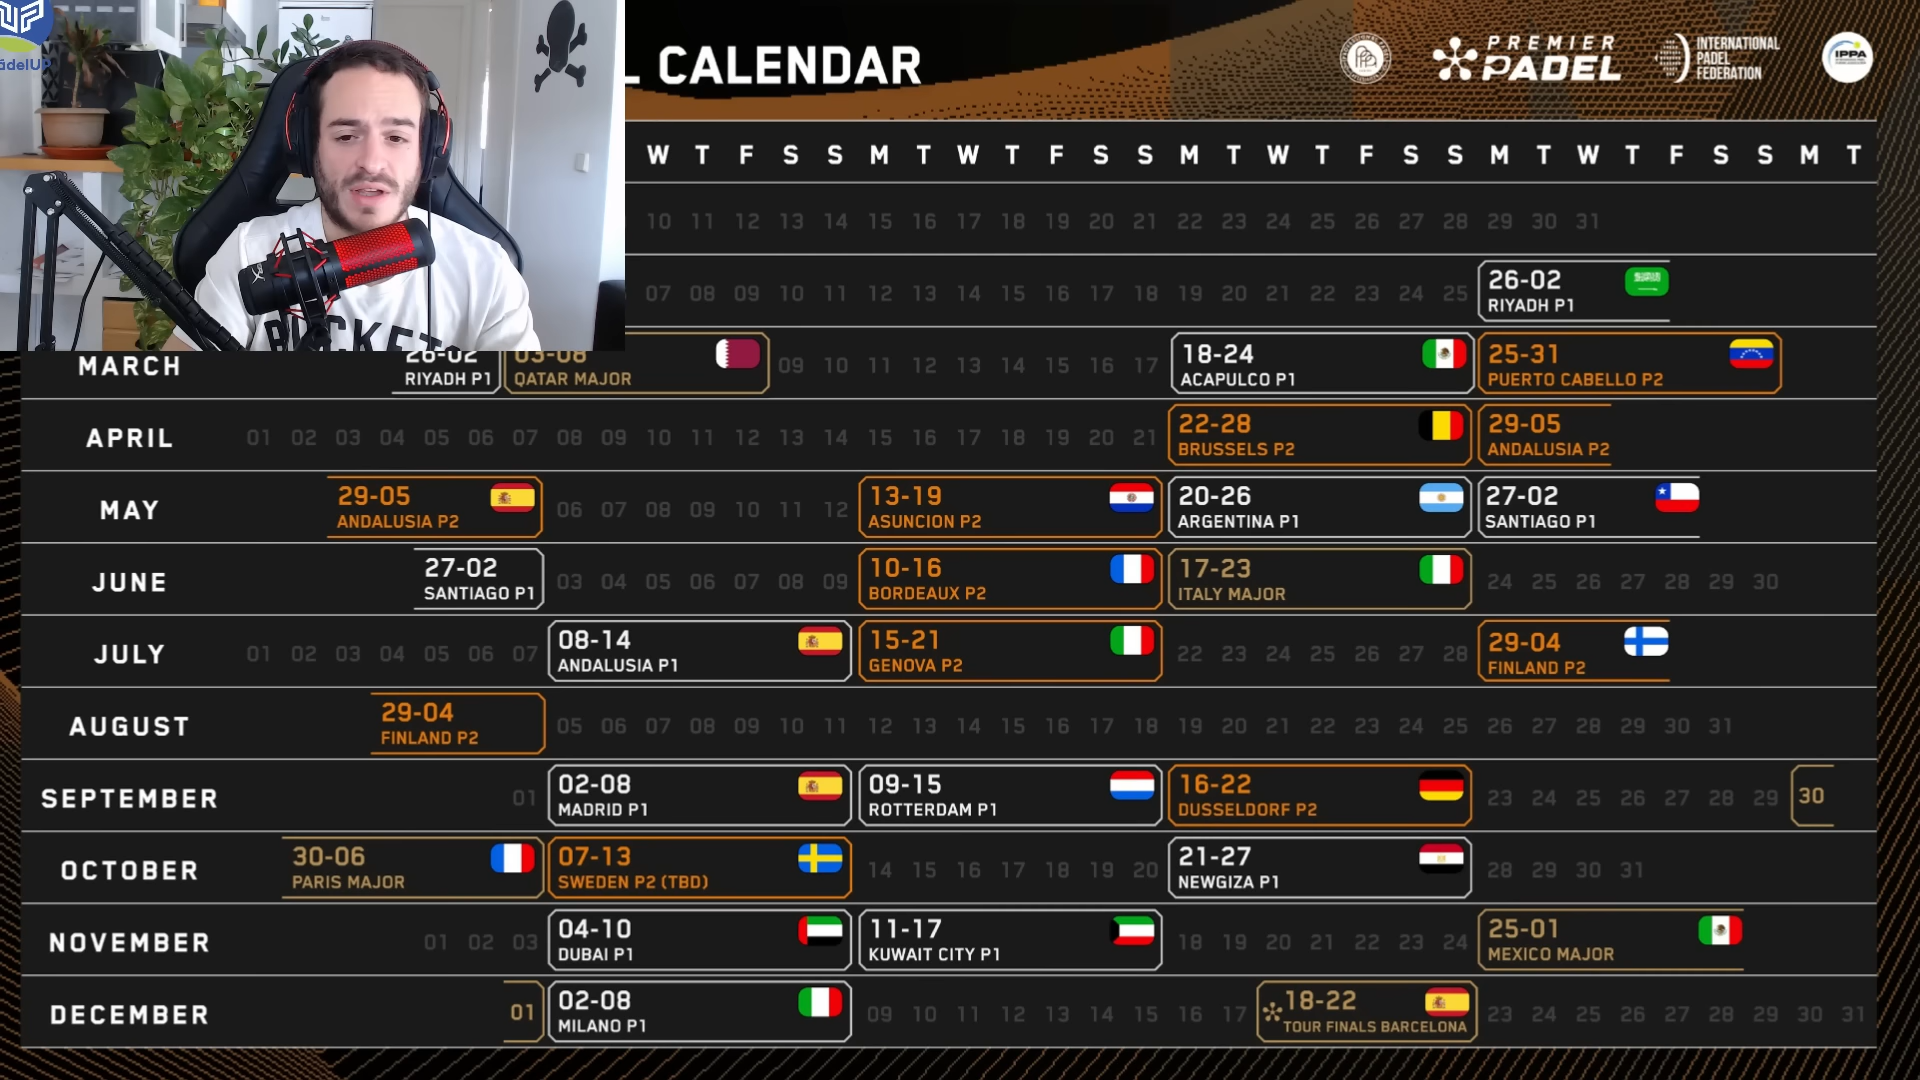 UP
adelUP
L CALENDAR
PREMIER
PADEL
INTERNATIONAL
PADEL
FEDERATION
IPPA
W T F S S M T W T F S S M T W T F S S M T W T F S S M T
10 11 12 13 14 15 16 17 18 19 20 21 22 23 24 25 26 27 28 29 30 31
07 08 09 10 11 12 13 14 15 16 17 18 19 20 21 22 23 24 25
26-02
RIYADH P1
MARCH
26-02
RIYADH P1
03-08
QATAR MAJOR
09 10 11 12 13 14 15 16 17
18-24
ACAPULCO P1
25-31
PUERTO CABELLO P2
APRIL
01 02 03 04 05 06 07 08 09 10 11 12 13 14 15 16 17 18 19 20 21
22-28
BRUSSELS P2
29-05
ANDALUSIA P2
MAY
29-05
ANDALUSIA P2
06 07 08 09 10 11 12
13-19
ASUNCION P2
20-26
ARGENTINA P1
27-02
SANTIAGO P1
JUNE
27-02
SANTIAGO P1
03 04 05 06 07 08 09
10-16
BORDEAUX P2
17-23
ITALY MAJOR
24 25 26 27 28 29 30
JULY
01 02 03 04 05 06 07
08-14
ANDALUSIA P1
15-21
GENOVA P2
22 23 24 25 26 27 28
29-04
FINLAND P2
AUGUST
29-04
FINLAND P2
05 06 07 08 09 10 11 12 13 14 15 16 17 18 19 20 21 22 23 24 25 26 27 28 29 30 31
SEPTEMBER
01
02-08
MADRID P1
09-15
ROTTERDAM P1
16-22
DUSSELDORF P2
23 24 25 26 27 28 29
30
OCTOBER
30-06
PARIS MAJOR
07-13
SWEDEN P2 (TBD)
14 15 16 17 18 19 20
21-27
NEWGIZA P1
28 29 30 31
NOVEMBER
01 02 03
04-10
DUBAI P1
11-17
KUWAIT CITY P1
18 19 20 21 22 23 24
25-01
MEXICO MAJOR
DECEMBER
01
02-08
MILANO P1
09 10 11 12 13 14 15 16 17
18-22
TOUR FINALS BARCELONA
23 24 25 26 27 28 29 30 31